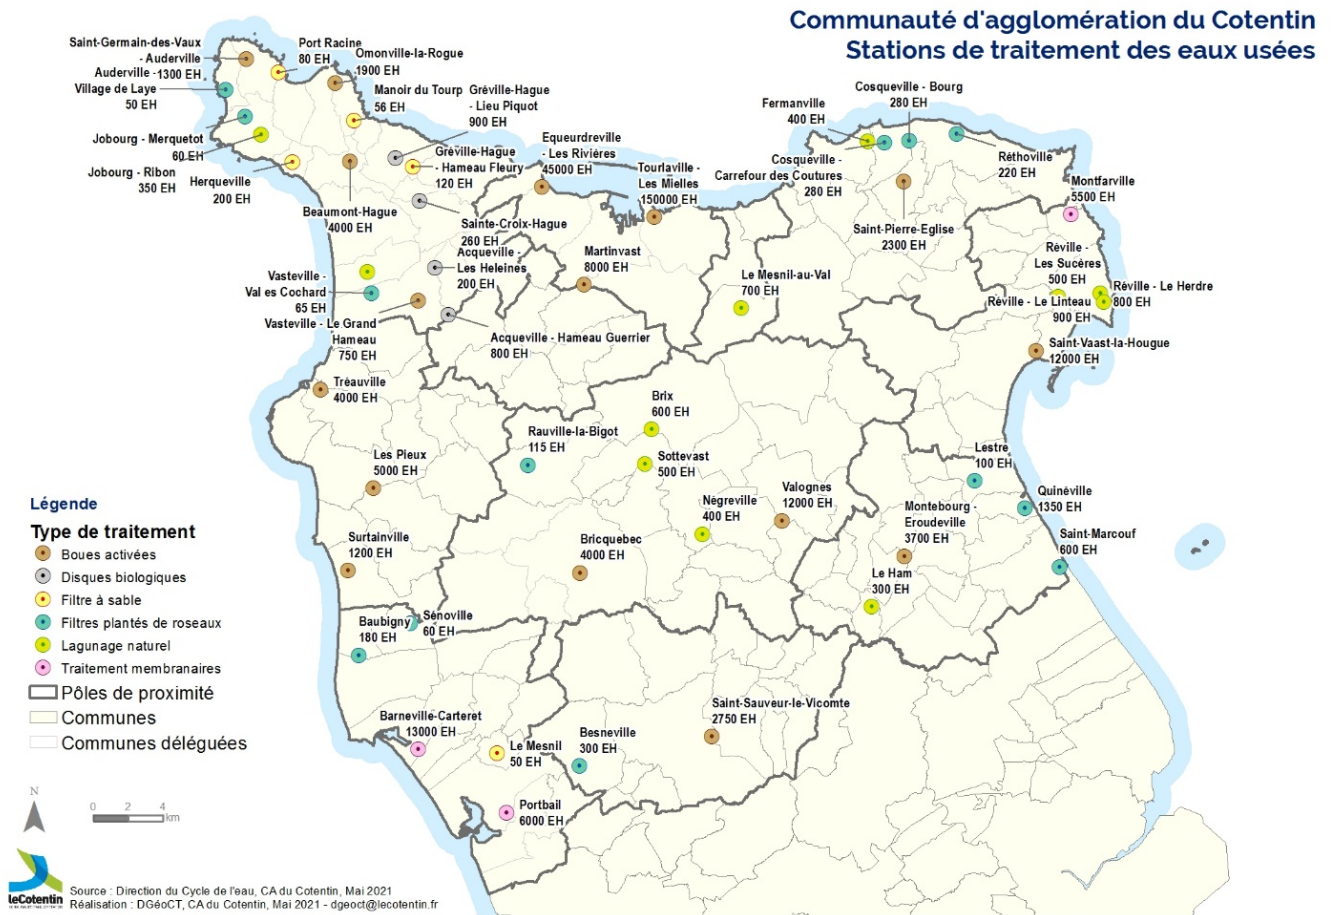 Communauté d'agglomération du Cotentin
Stations de traitement des eaux usées
Saint-Germain-des-Vaux
- Auderville
1300 EH
Port Racine
80 EH
Omonville-la-Rogue
1900 EH
Auderville -
Village de Laye
50 EH
Manoir du Tourp
56 EH
Gréville-Hague
- Lieu Piquot
900 EH
Jobourg - Merquetot
60 EH
Jobourg - Ribon
350 EH
Herqueville
200 EH
Gréville-Hague
- Hameau Fleury
120 EH
Equeurdreville
- Les Rivières
45000 EH
Tourlaville -
Les Mielles
150000 EH
Fermanville
400 EH
Cosqueville - Bourg
280 EH
Cosqueville -
Carrefour des Coutures
280 EH
Réthoville
220 EH
Montfarville
5500 EH
Beaumont-Hague
4000 EH
Sainte-Croix-Hague
260 EH
Acqueville -
Les Heleines
200 EH
Martinvast
8000 EH
Saint-Pierre-Eglise
2300 EH
Le Mesnil-au-Val
700 EH
Réville -
Les Sucères
500 EH
Réville - Le Herdre
800 EH
Réville - Le Linteau
900 EH
Vasteville -
Val es Cochard
65 EH
Vasteville - Le Grand
Hameau
750 EH
Acqueville - Hameau Guerrier
800 EH
Saint-Vaast-la-Hougue
12000 EH
Tréauville
4000 EH
Brix
600 EH
Rauville-la-Bigot
115 EH
Sottevast
500 EH
Les Pieux
5000 EH
Négreville
400 EH
Valognes
12000 EH
Lestre
100 EH
Quinéville
1350 EH
Montebourg -
Eroudeville
3700 EH
Saint-Marcouf
600 EH
Surtainville
1200 EH
Bricquebec
4000 EH
Le Ham
300 EH
Baubigny
180 EH
Sénoville
60 EH
Barneville-Carteret
13000 EH
Le Mesnil
50 EH
Besneville
300 EH
Saint-Sauveur-le-Vicomte
2750 EH
Portbail
6000 EH
Légende
Type de traitement
Boues activées
Disques biologiques
Filtre à sable
Filtres plantés de roseaux
Lagunage naturel
Traitement membranaires
Pôles de proximité
Communes
Communes déléguées
N
0 2 4
km
leCotentin
Source : Direction du Cycle de l'eau, CA du Cotentin, Mai 2021
Réalisation : DGéoCT, CA du Cotentin, Mai 2021 - dgeoct@lecotentin.fr